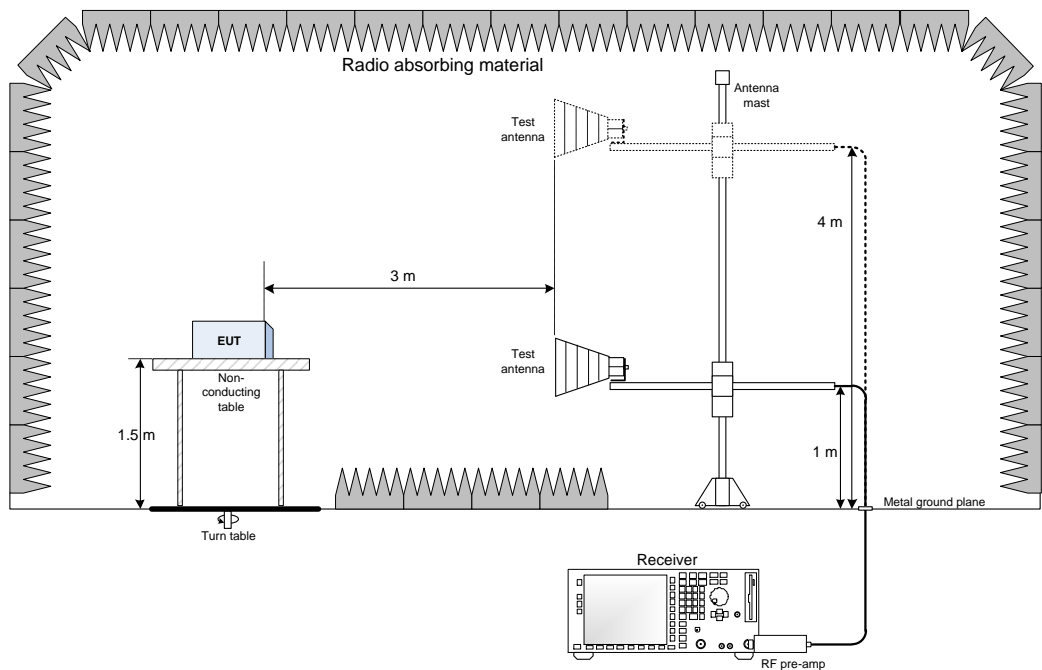 Radio absorbing material
Test
antenna
Antenna
mast
4 m
3 m
EUT
Test
antenna
Non-
conducting
table
1.5 m
1 m
Metal ground plane
Turn table
Receiver
RF pre-amp